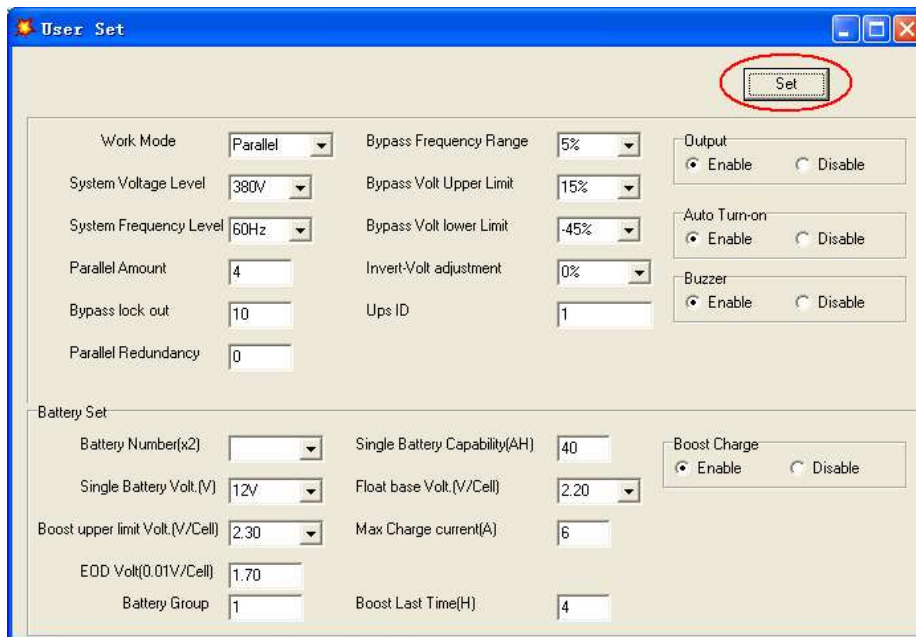 User Set
Set
Work Mode Parallel Bypass Frequency Range 5% Output
Enable Disable
System Voltage Level 380V Bypass Volt Upper Limit 15%
Auto Turn-on
System Frequency Level 60Hz Bypass Volt lower Limit -45% Enable Disable
Parallel Amount 4 Invert-Volt adjustment 0%
Buzzer
Bypass lock out 10 Ups ID 1 Enable Disable
Parallel Redundancy 0
Battery Set
Battery Number(x2) Single Battery Capability(AH) 40 Boost Charge
Enable Disable
Single Battery Volt.(V) 12V Float base Volt.(V/Cell) 2.20
Boost upper limit Volt.(V/Cell) 2.30 Max Charge current(A) 6
EOD Volt(0.01V/Cell) 1.70
Battery Group 1 Boost Last Time(H) 4